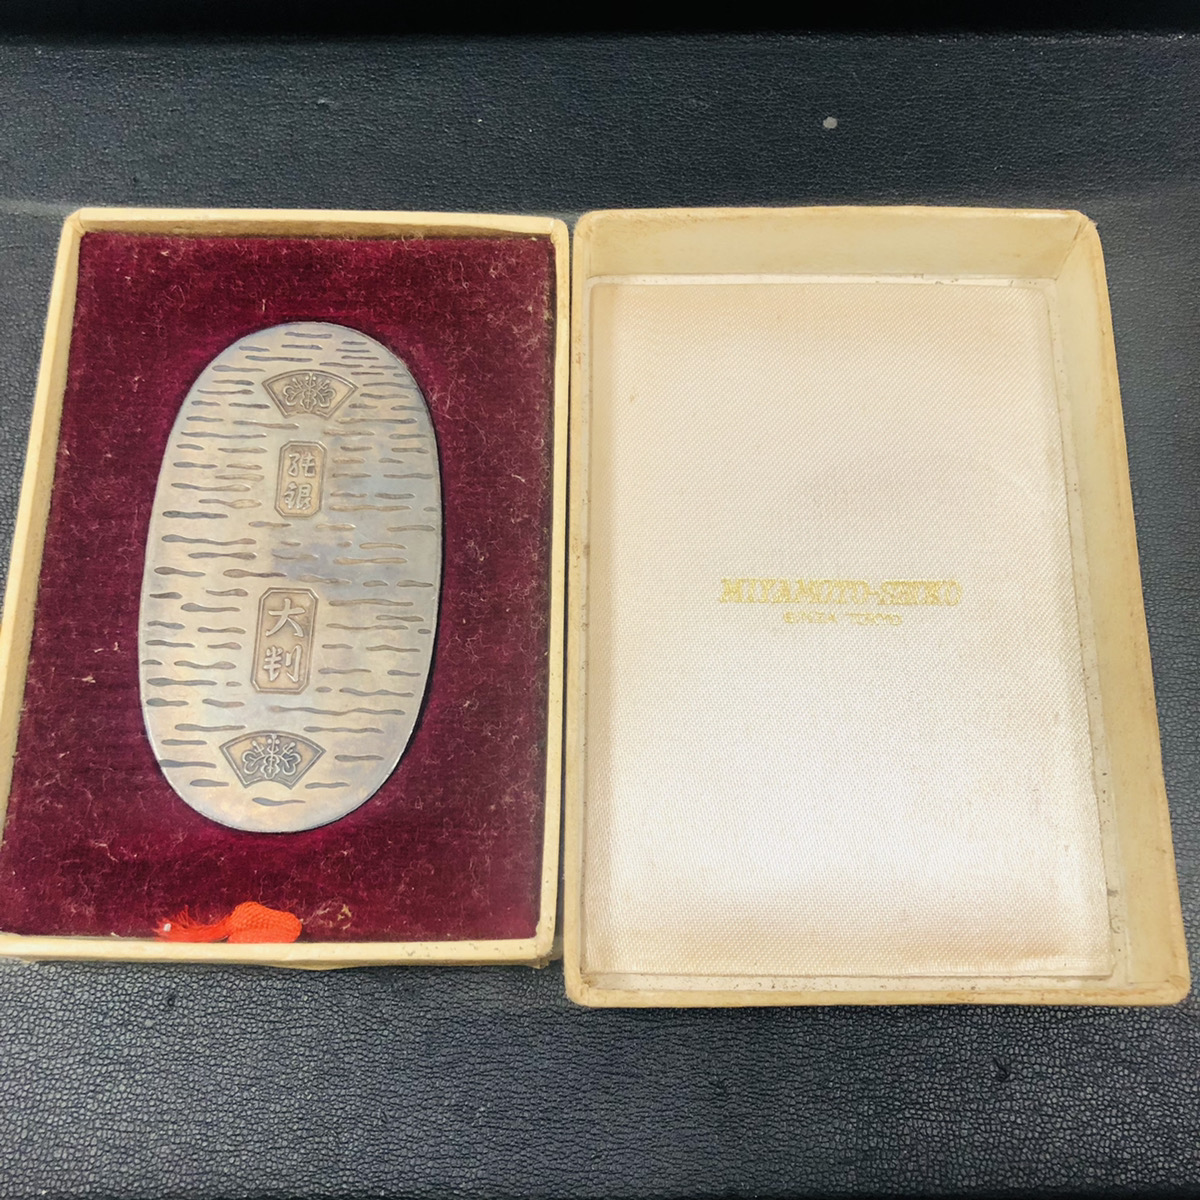 純
銀
大
判
MIYAMOTO-SHOKO
GINZA TOKYO